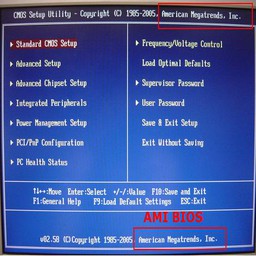 CMOS Setup Utility - Copyright (C) 1985-2005, American Megatrends, Inc.
Standard CMOS Setup
Advanced Setup
Advanced Chipset Setup
Integrated Peripherals
Power Management Setup
PCI/PnP Configuration
PC Health Status
Frequency/Voltage Control
Load Optimal Defaults
Supervisor Password
User Password
Save & Exit Setup
Exit Without Saving
↑↓↔:Move Enter:Select +/-/:Value F10:Save and Exit
F1:General Help F9:Load Default Settings ESC:Exit
AMI BIOS
v02.58 (C)Copyright 1985-2005, American Megatrends, Inc.